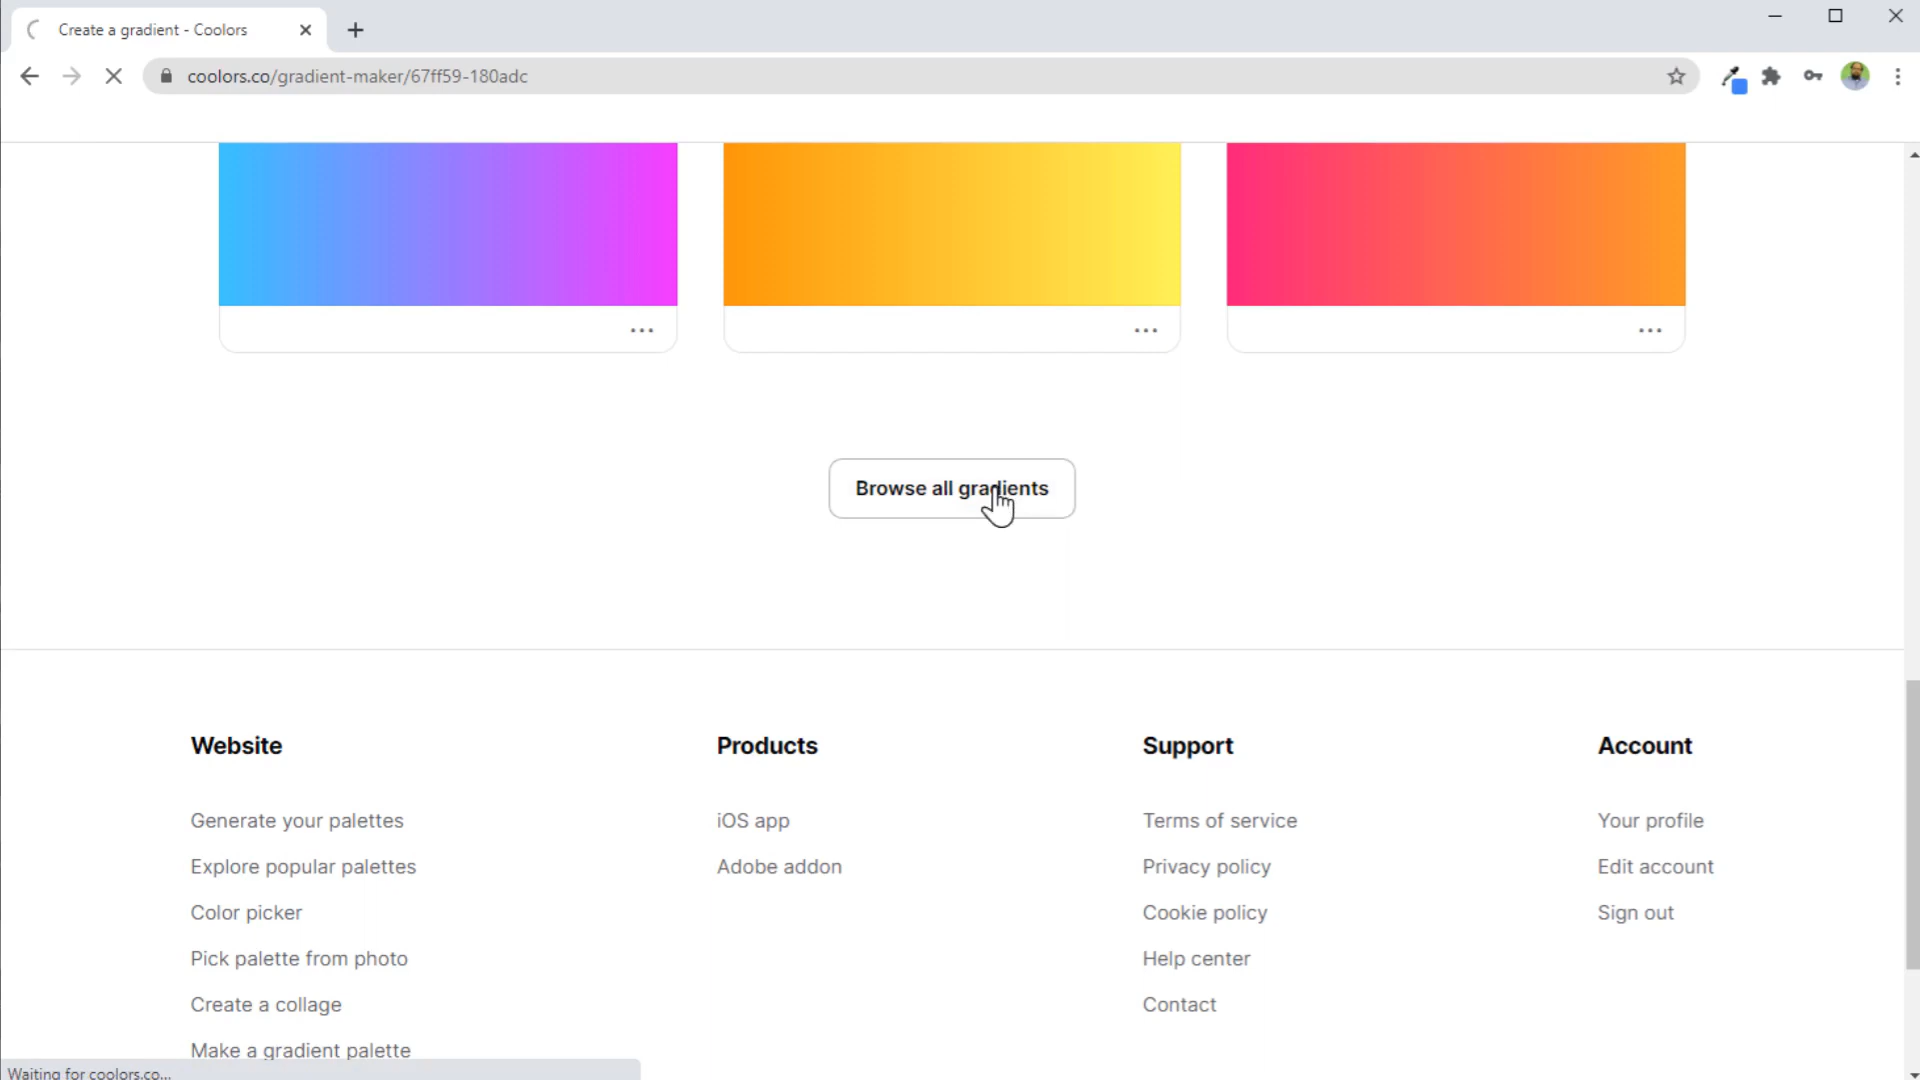 Create a gradient - Coolors
coolors.co/gradient-maker/67ff59-180adc
Browse all gradients
Website
Products
Support
Account
Generate your palettes
iOS app
Terms of service
Your profile
Explore popular palettes
Adobe addon
Privacy policy
Edit account
Color picker
Cookie policy
Sign out
Pick palette from photo
Help center
Create a collage
Contact
Make a gradient palette
Waiting for coolors.co...